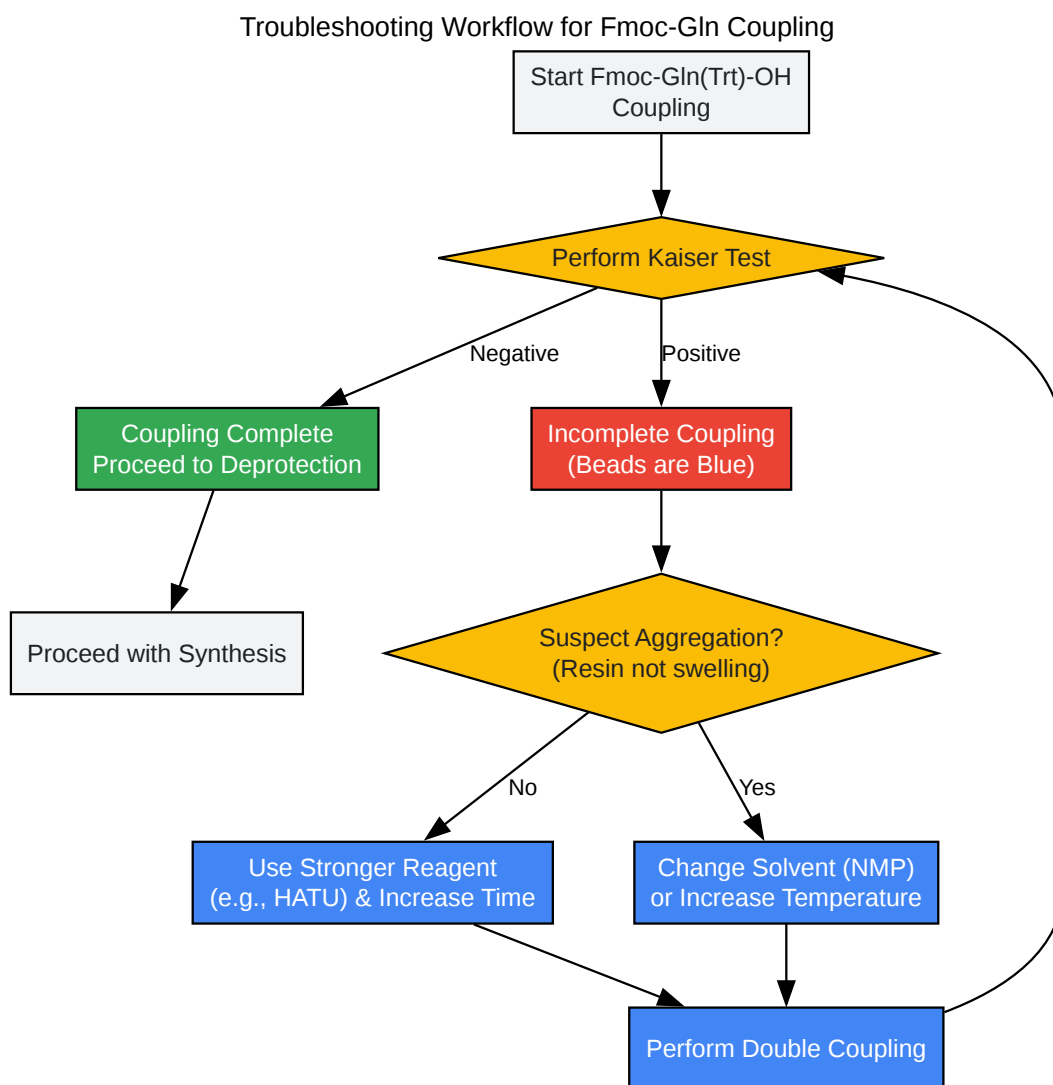 Troubleshooting Workflow for Fmoc-Gln Coupling
Start Fmoc-Gln(Trt)-OH
Coupling
Perform Kaiser Test
Negative
Positive
Coupling Complete
Proceed to Deprotection
Incomplete Coupling
(Beads are Blue)
Proceed with Synthesis
Suspect Aggregation?
(Resin not swelling)
No
Yes
Use Stronger Reagent
(e.g., HATU) & Increase Time
Change Solvent (NMP)
or Increase Temperature
Perform Double Coupling